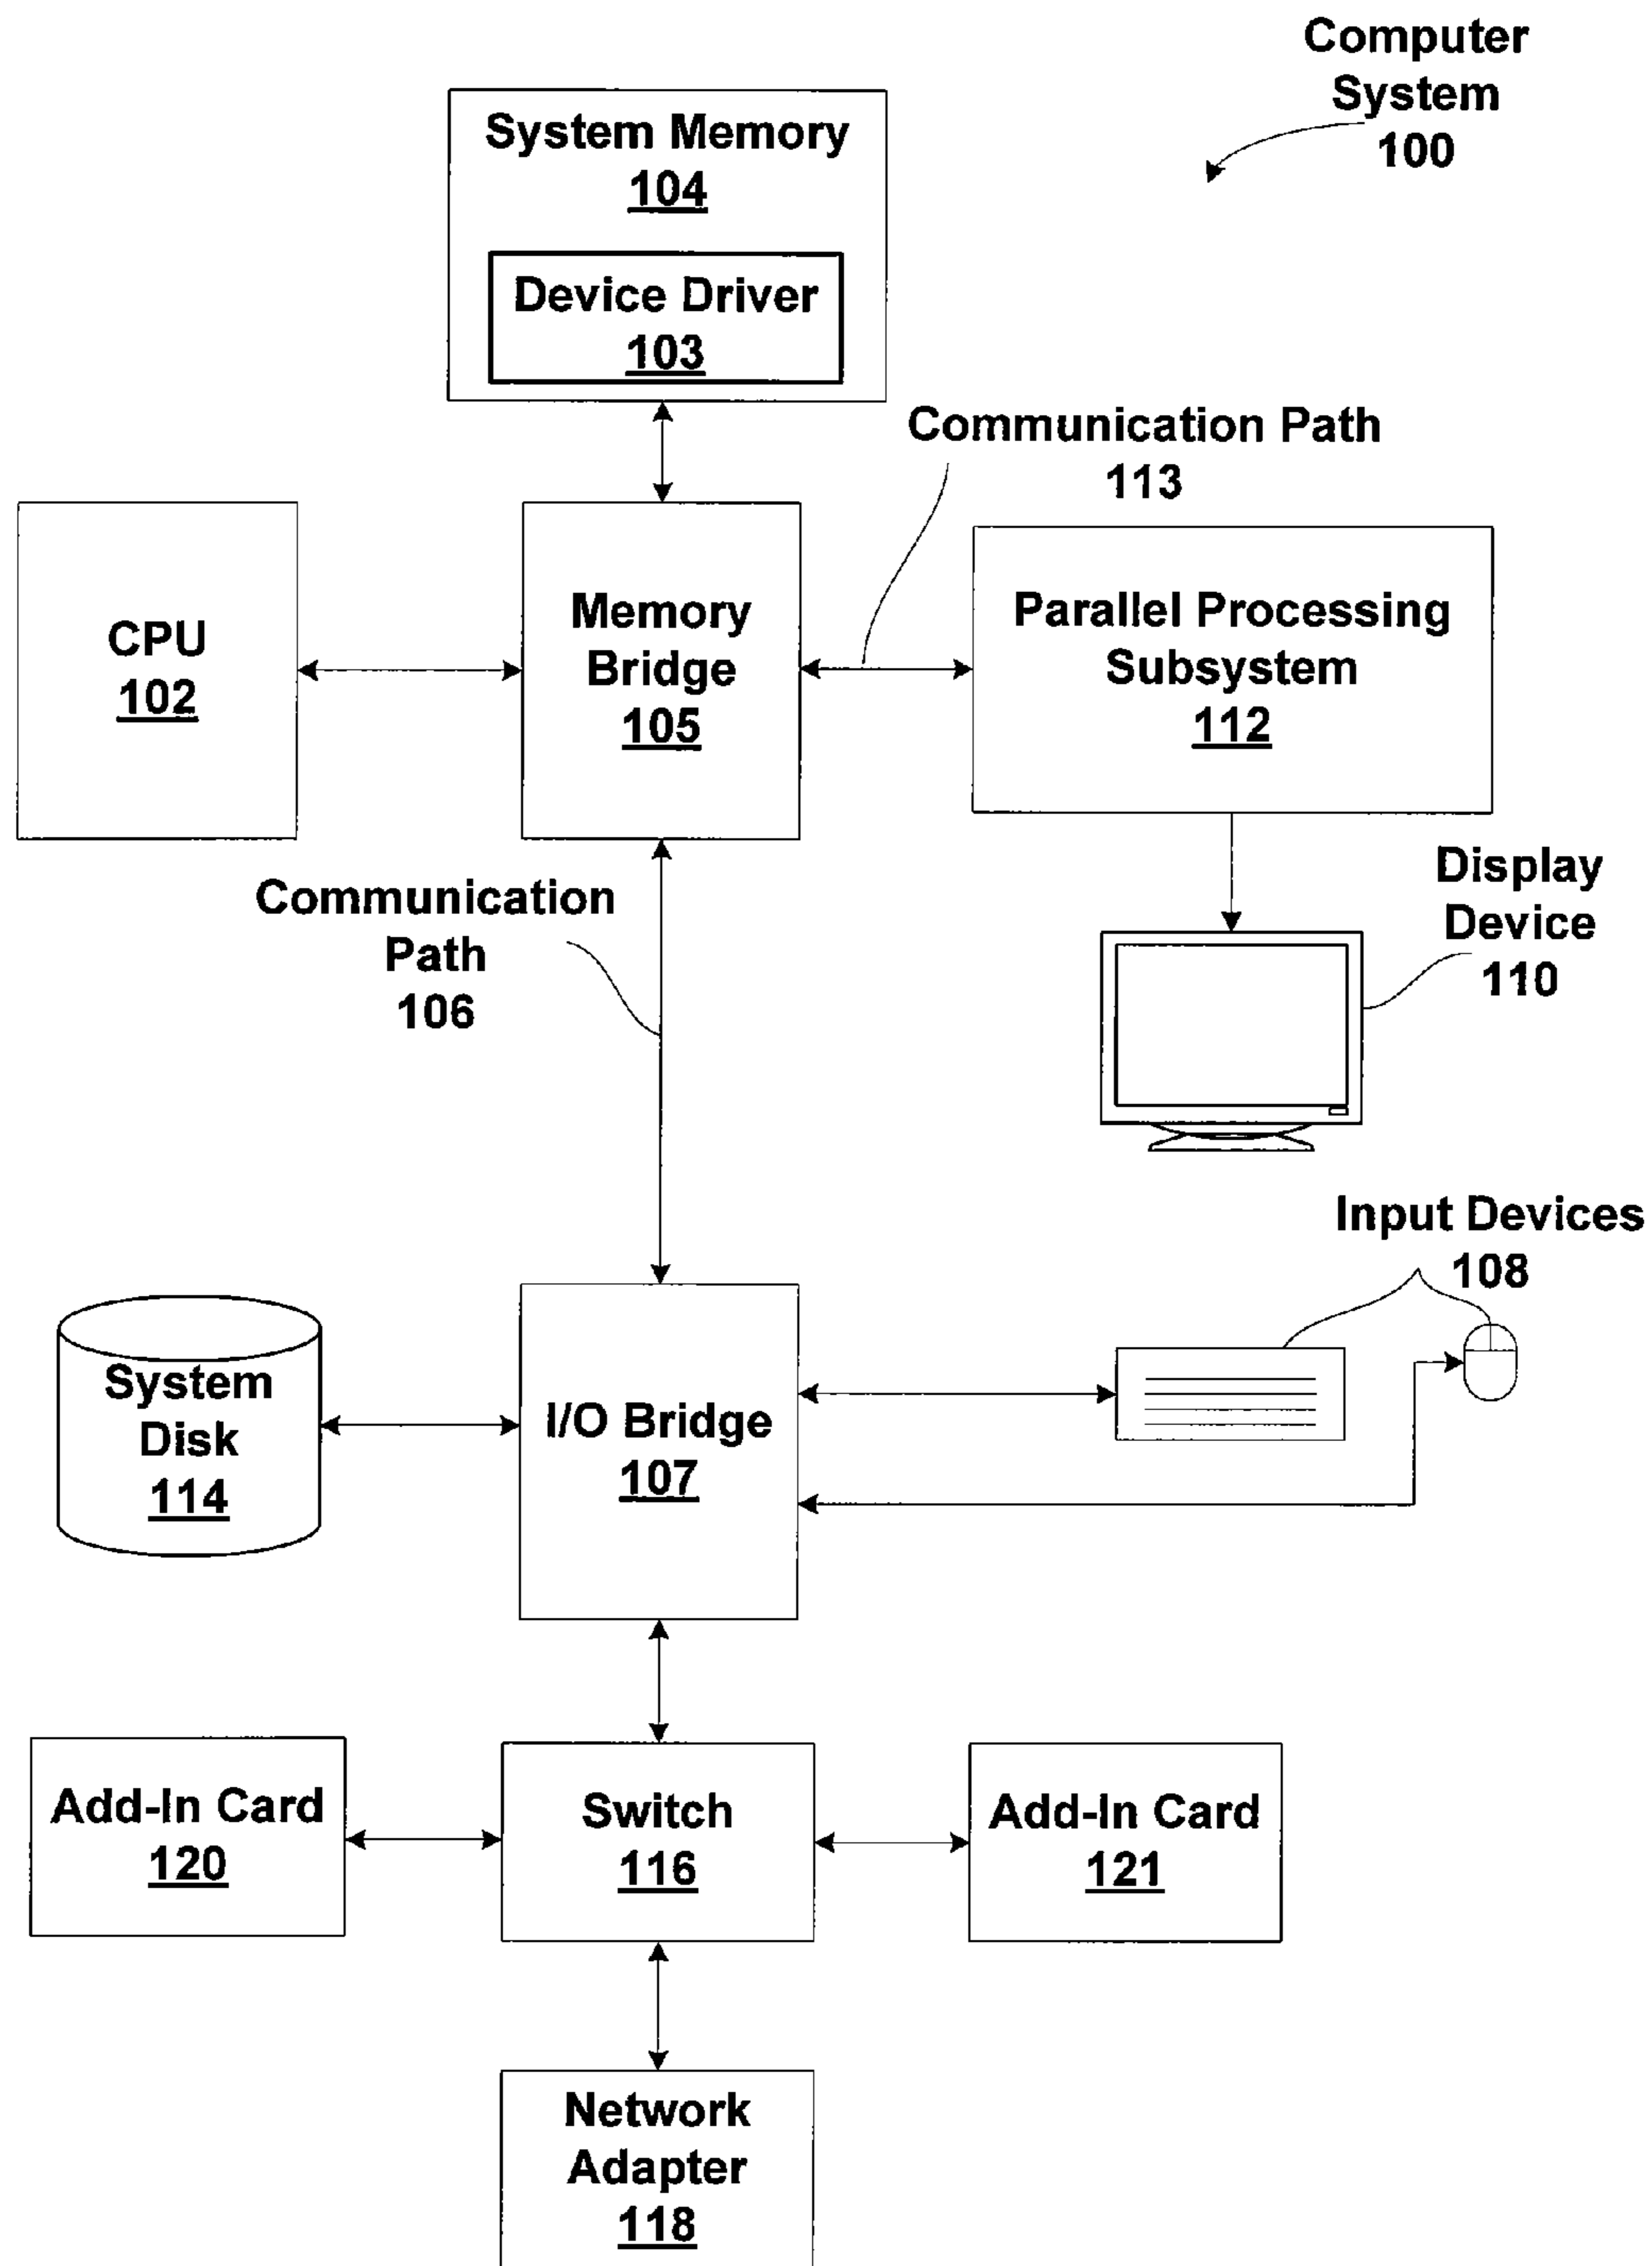 Computer
System
100
System Memory
104
Device Driver
103
Communication Path
113
CPU
102
Memory
Bridge
105
Parallel Processing
Subsystem
112
Communication
Path
106
Display
Device
110
Input Devices
108
System
Disk
114
I/O Bridge
107
Add-In Card
120
Switch
116
Add-In Card
121
Network
Adapter
118